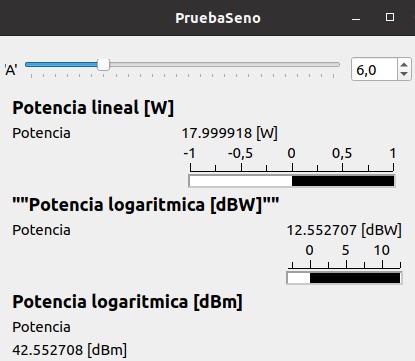 PruebaSeno
'A' 6,0
Potencia lineal [W]
Potencia 17.999918 [W]
-1 -0,5 0 0,5 1
""Potencia logaritmica [dBW]""
Potencia 12.552707 [dBW]
0 5 10
Potencia logaritmica [dBm]
Potencia
42.552708 [dBm]